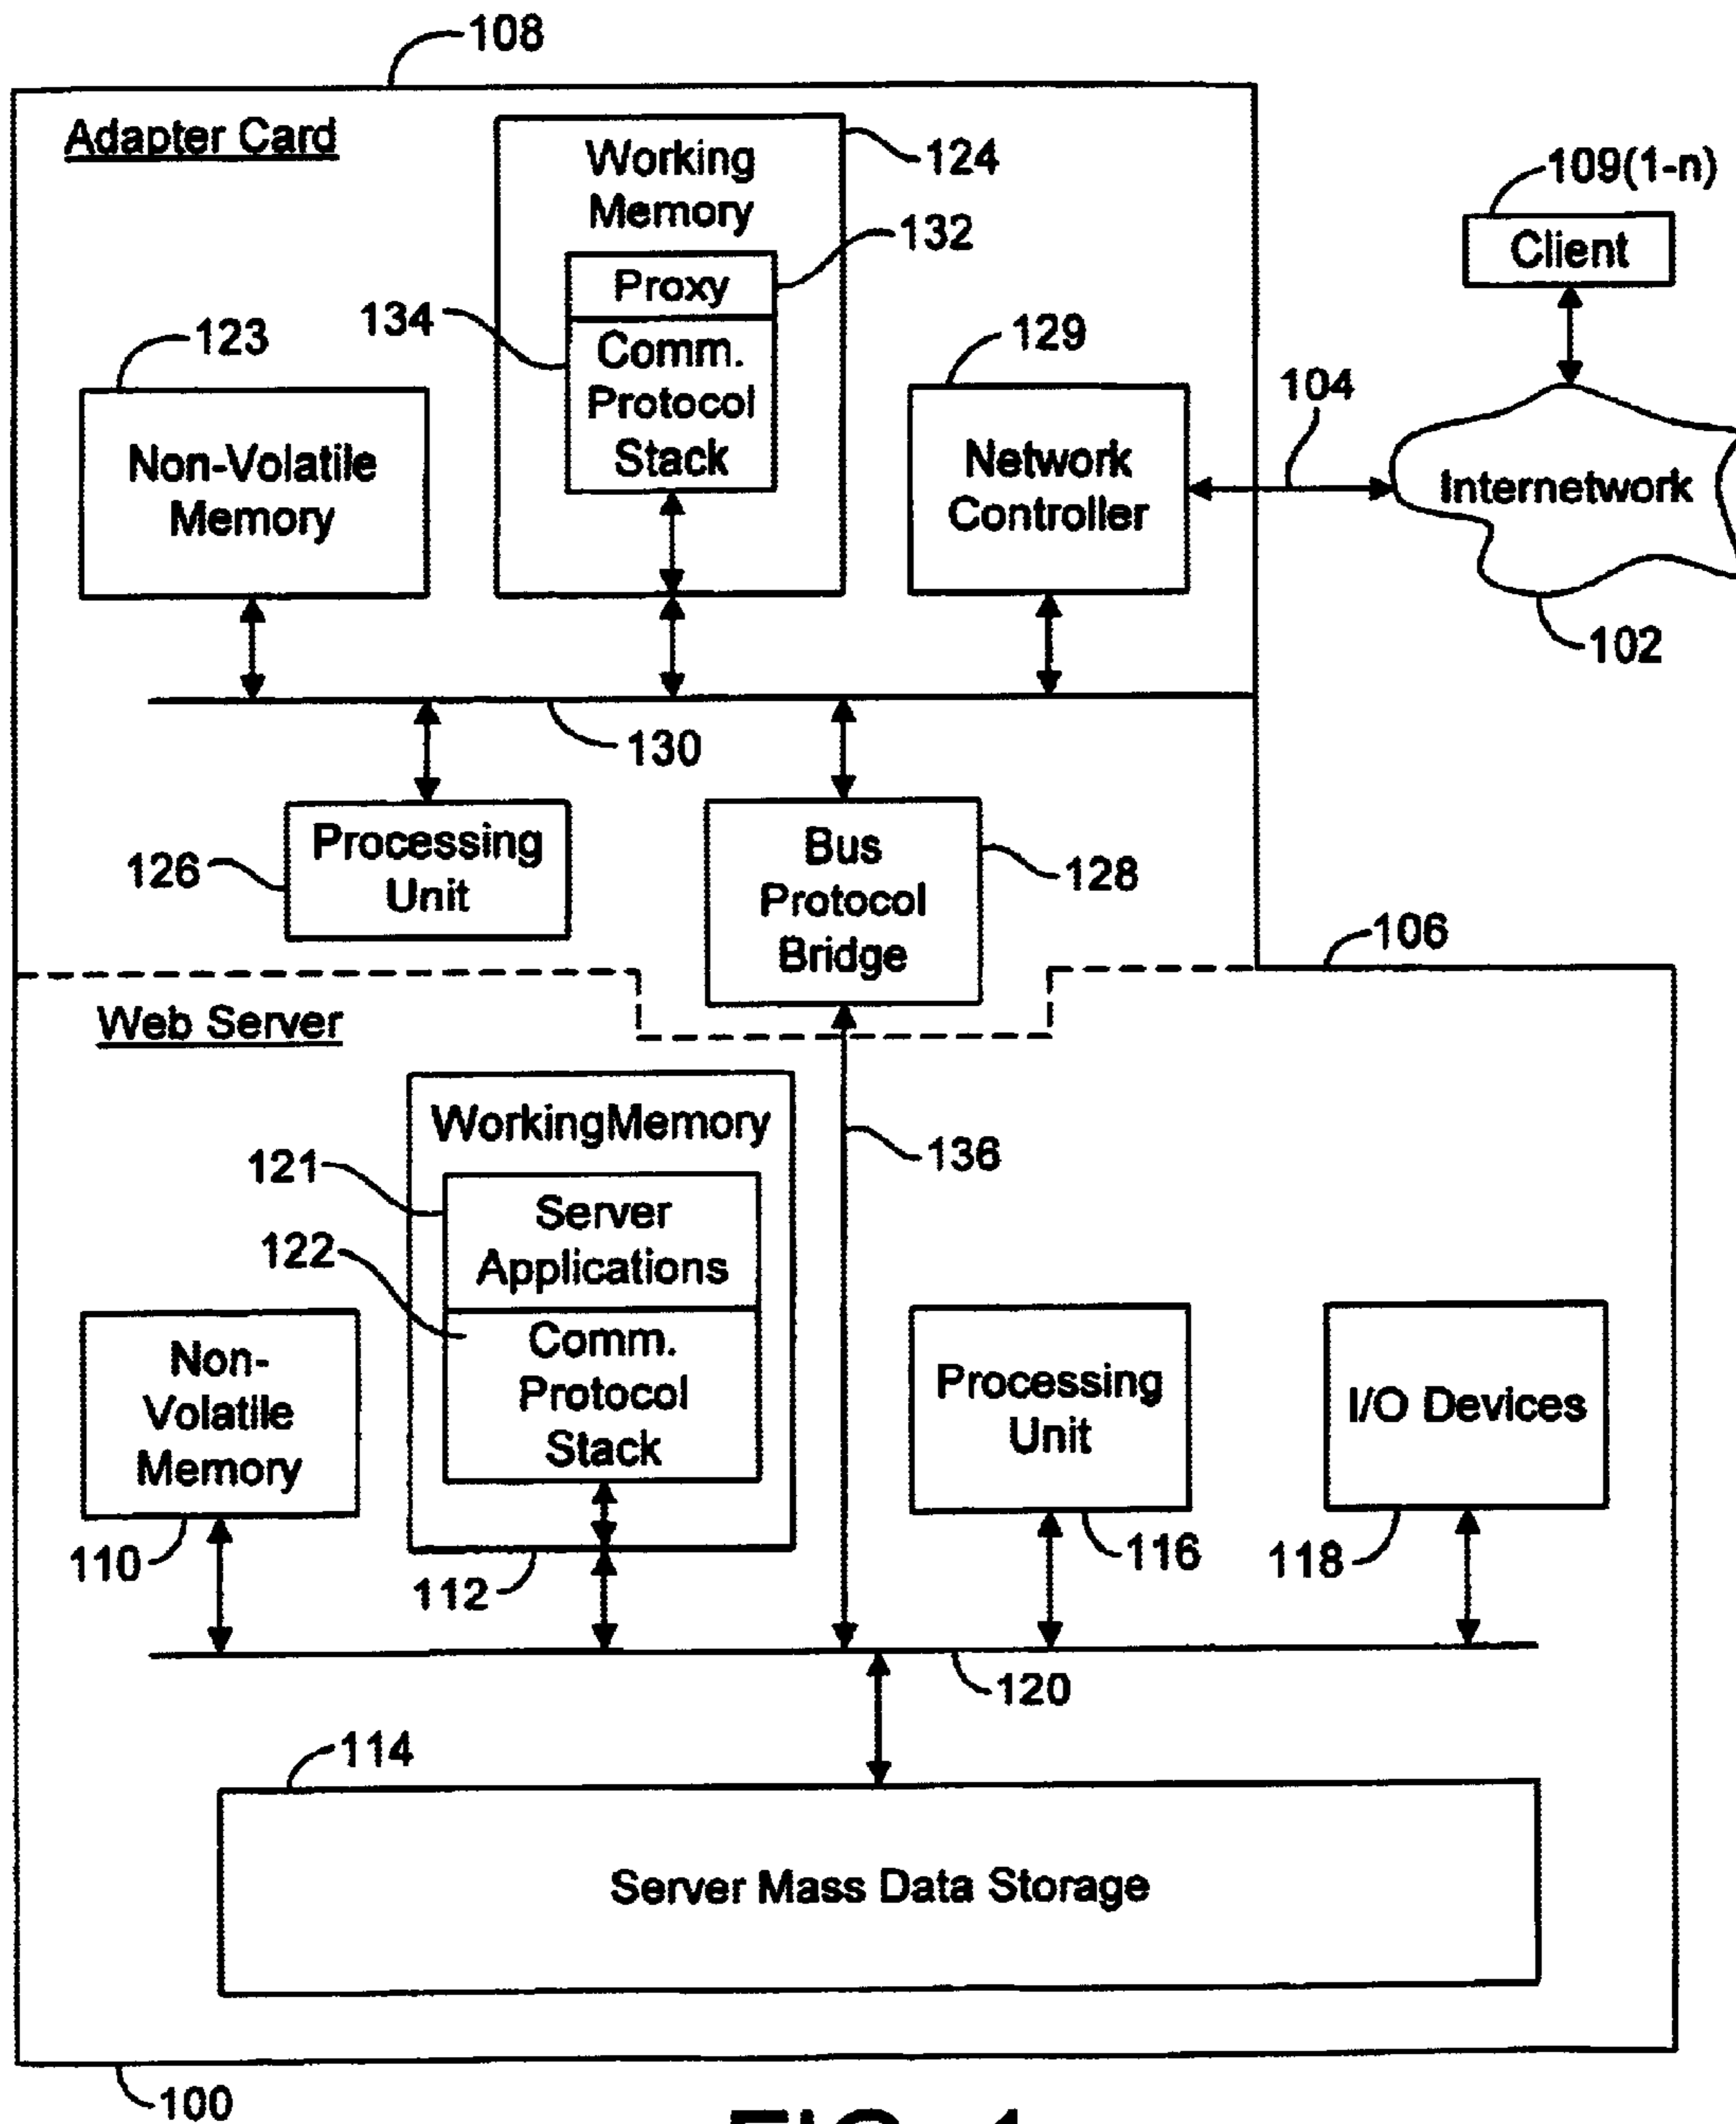 108
Adapter Card
Working
Memory
124
109(1-n)
Client
132
Proxy
134
Comm.
Protocol
Stack
123
Non-Volatile
Memory
129
Network
Controller
104
Internetwork
102
130
126
Processing
Unit
Bus
Protocol
Bridge
128
106
Web Server
WorkingMemory
136
121
Server
Applications
122
Comm.
Protocol
Stack
Non-
Volatile
Memory
Processing
Unit
I/O Devices
110
112
116
118
120
114
Server Mass Data Storage
100
FIG. 1